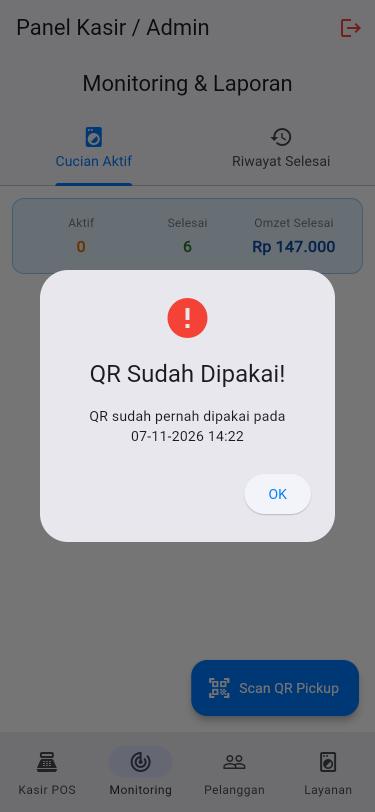 Panel Kasir / Admin
Monitoring & Laporan
Cucian Aktif
Riwayat Selesai
Aktif
Selesai
Omzet Selesai
0
6
Rp 147.000
QR Sudah Dipakai!
QR sudah pernah dipakai pada
07-11-2026 14:22
OK
Scan QR Pickup
Kasir POS
Monitoring
Pelanggan
Layanan